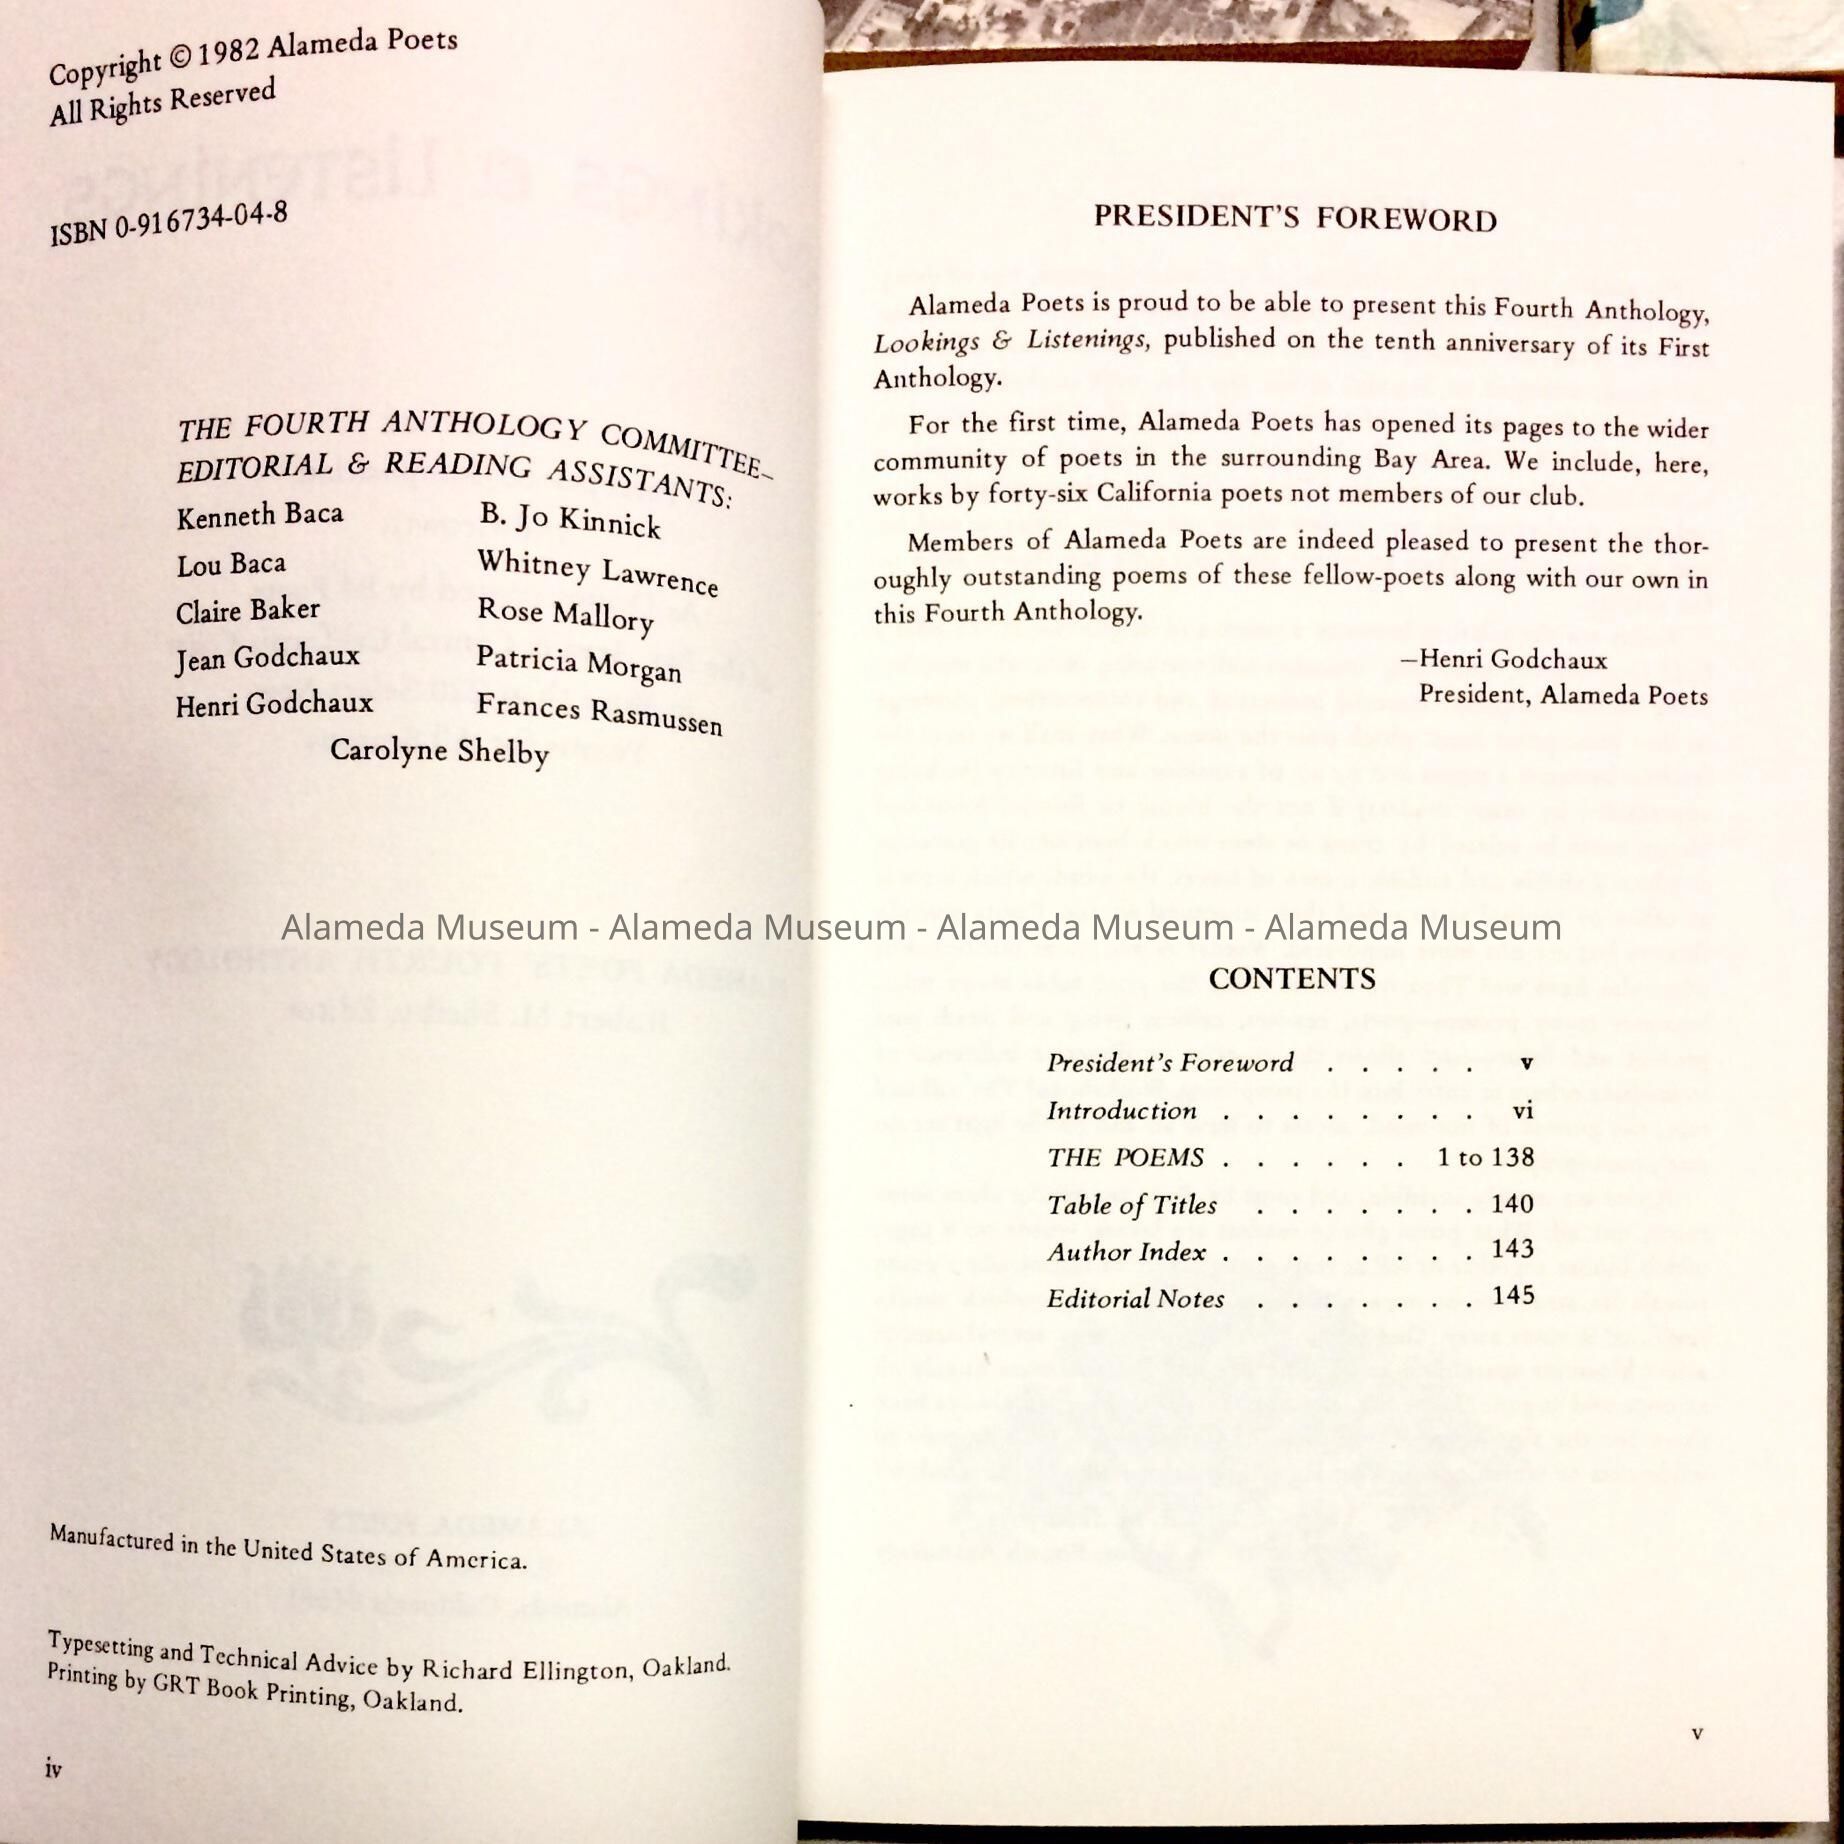 Copyright © 1982 Alameda Poets
All Rights Reserved
ISBN 0-916734-04-8
THE FOURTH ANTHOLOGY COMMITTEE–
EDITORIAL & READING ASSISTANTS:
Kenneth Baca B. Jo Kinnick
Lou Baca Whitney Lawrence
Claire Baker Rose Mallory
Jean Godchaux Patricia Morgan
Henri Godchaux Frances Rasmussen
Carolyne Shelby
Manufactured in the United States of America.
Typesetting and Technical Advice by Richard Ellington, Oakland.
Printing by GRT Book Printing, Oakland.
iv
PRESIDENT'S FOREWORD
Alameda Poets is proud to be able to present this Fourth Anthology,
Lookings & Listenings, published on the tenth anniversary of its First
Anthology.
For the first time, Alameda Poets has opened its pages to the wider
community of poets in the surrounding Bay Area. We include, here,
works by forty-six California poets not members of our club.
Members of Alameda Poets are indeed pleased to present the thor-
oughly outstanding poems of these fellow-poets along with our own in
this Fourth Anthology.
–Henri Godchaux
President, Alameda Poets
Alameda Museum - Alameda Museum - Alameda Museum - Alameda Museum
CONTENTS
President's Foreword . . . . . v
Introduction . . . . . . . . vi
THE POEMS . . . . . . 1 to 138
Table of Titles . . . . . . . 140
Author Index . . . . . . . . 143
Editorial Notes . . . . . . . 145
v